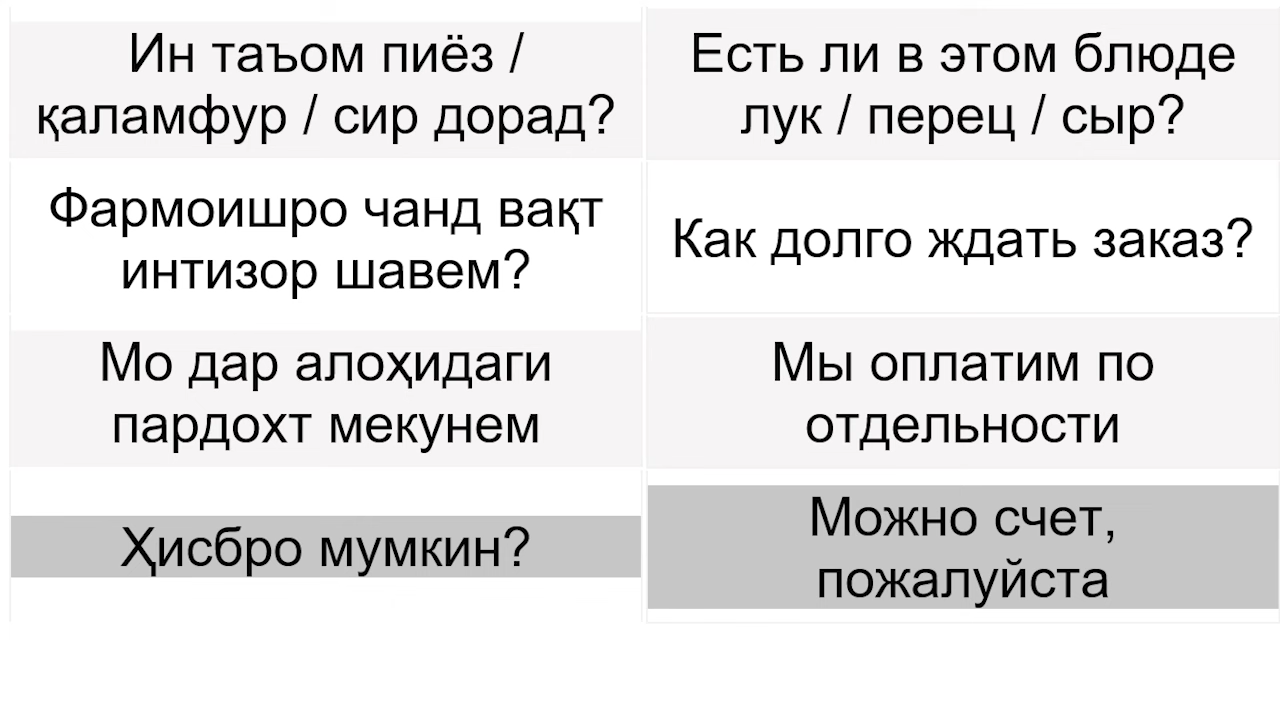 Ин таъом пиёз /
қаламфур / сир дорад?
Есть ли в этом блюде
лук / перец / сыр?
Фармоишро чанд вақт
интизор шавем?
Как долго ждать заказ?
Мо дар алоҳидаги
пардохт мекунем
Мы оплатим по
отдельности
Ҳисбро мумкин?
Можно счет,
пожалуйста